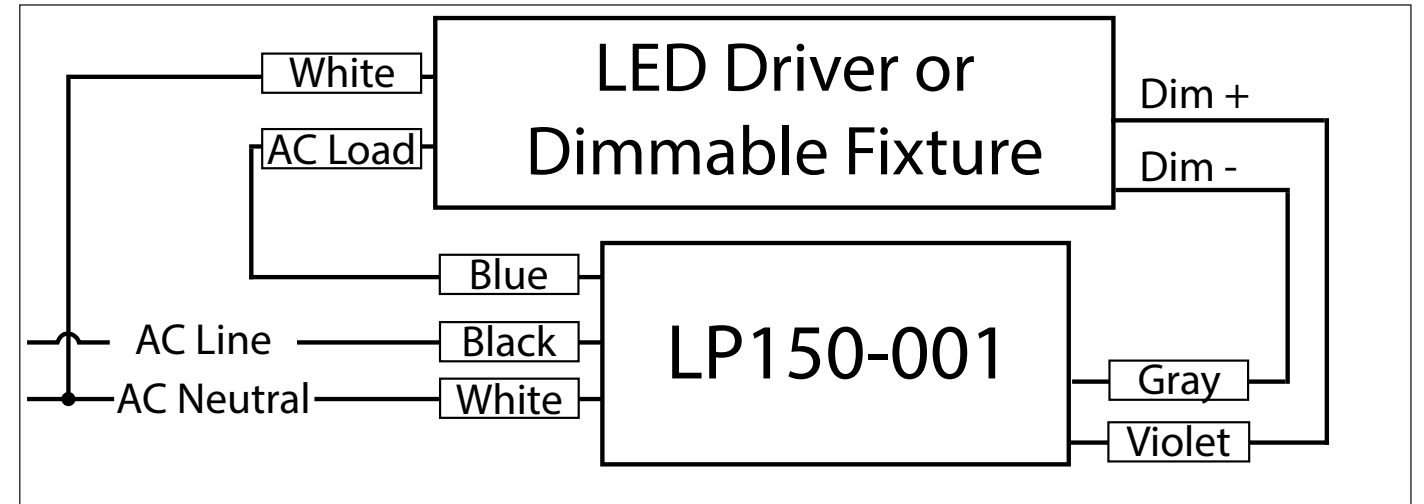 White
LED Driver or
Dimmable Fixture
AC Load
Dim +
Dim -
Blue
AC Line
Black
LP150-001
AC Neutral
White
Gray
Violet